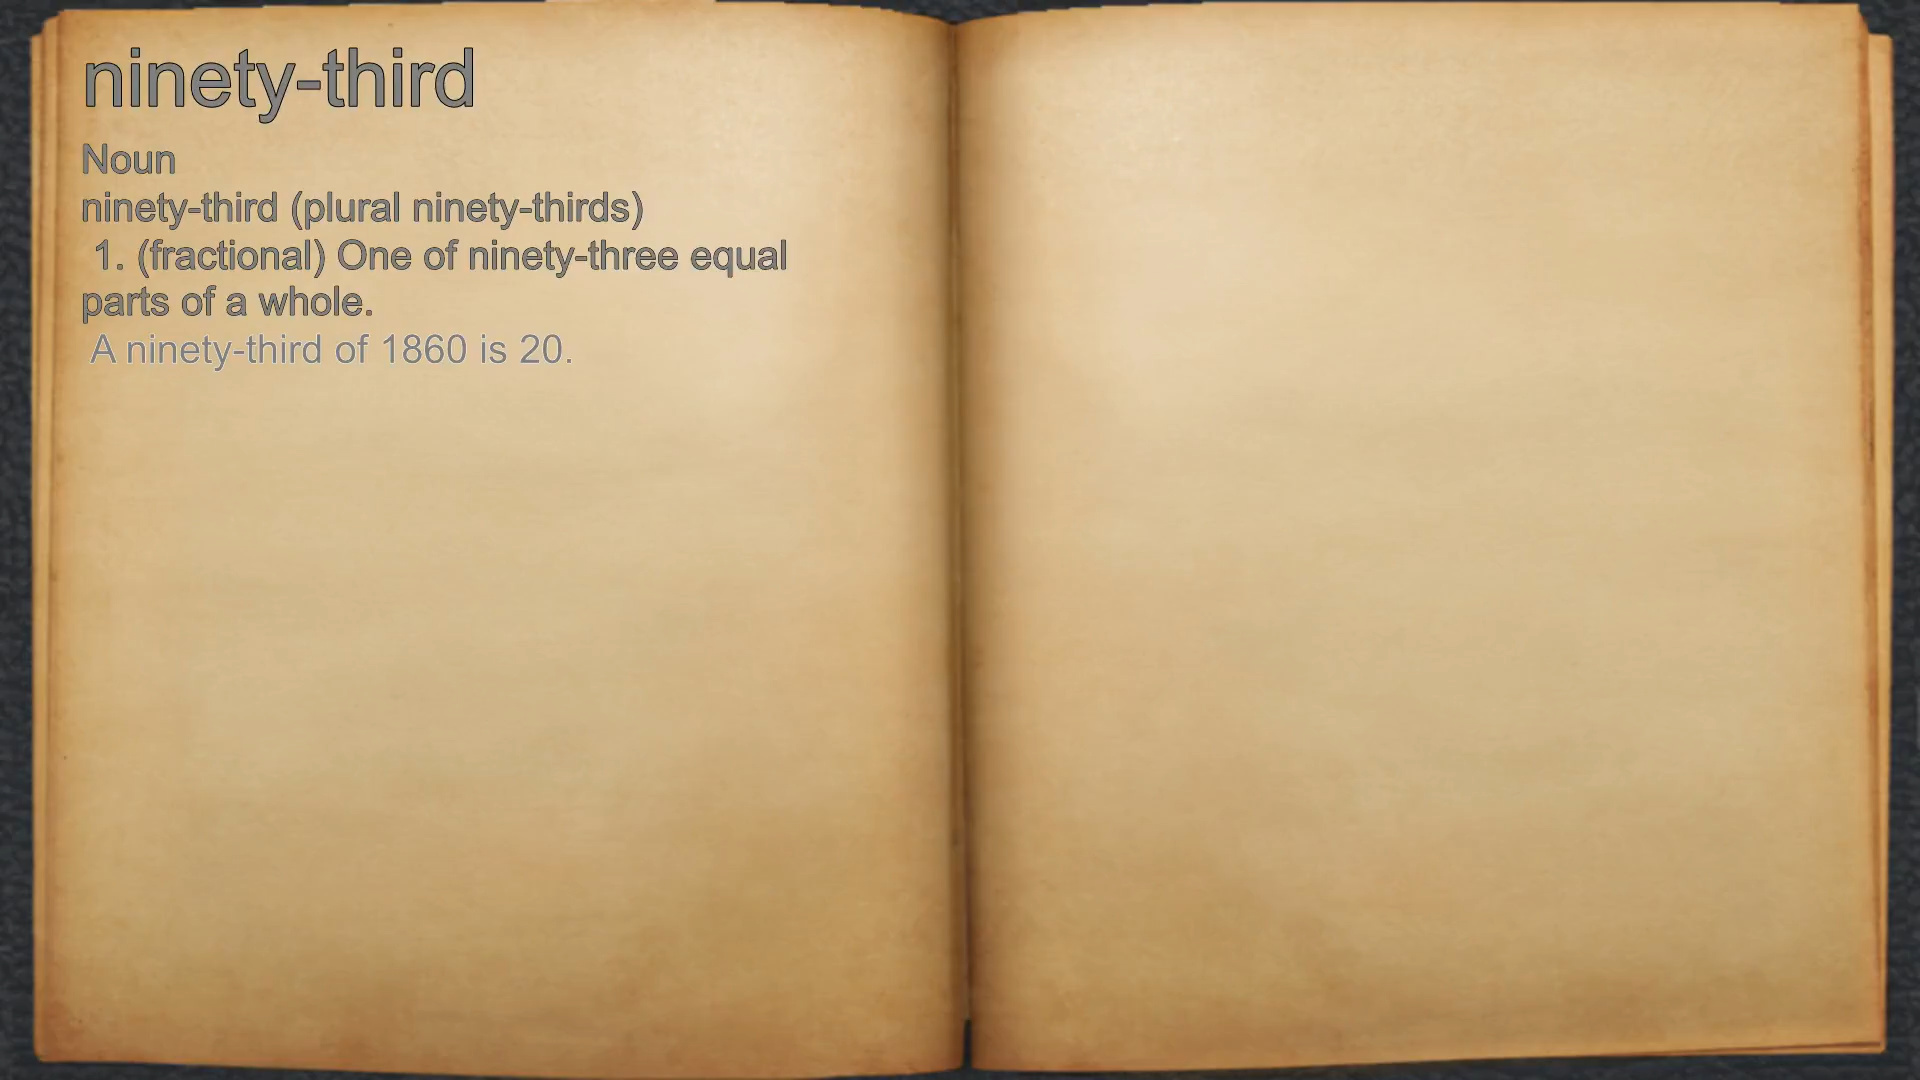 ninety-third
Noun
ninety-third (plural ninety-thirds)
1. (fractional) One of ninety-three equal
parts of a whole.
A ninety-third of 1860 is 20.